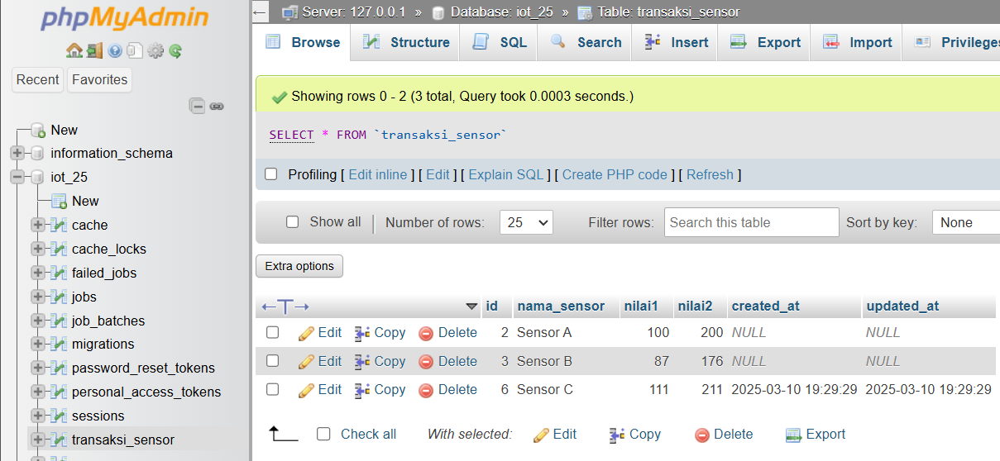 phpMyAdmin
Recent Favorites
New
information_schema
iot_25
New
cache
cache_locks
failed_jobs
jobs
job_batches
migrations
password_reset_tokens
personal_access_tokens
sessions
transaksi_sensor
← Server: 127.0.0.1 » Database: iot_25 » Table: transaksi_sensor
Browse Structure SQL Search Insert Export Import Privileges
Showing rows 0 - 2 (3 total, Query took 0.0003 seconds.)
SELECT * FROM `transaksi_sensor`
Profiling [ Edit inline ] [ Edit ] [ Explain SQL ] [ Create PHP code ] [ Refresh ]
Show all Number of rows: 25 Filter rows: Search this table Sort by key: None
Extra options
←T→ id nama_sensor nilai1 nilai2 created_at updated_at
Edit Copy Delete 2 Sensor A 100 200 NULL NULL
Edit Copy Delete 3 Sensor B 87 176 NULL NULL
Edit Copy Delete 6 Sensor C 111 211 2025-03-10 19:29:29 2025-03-10 19:29:29
Check all With selected: Edit Copy Delete Export